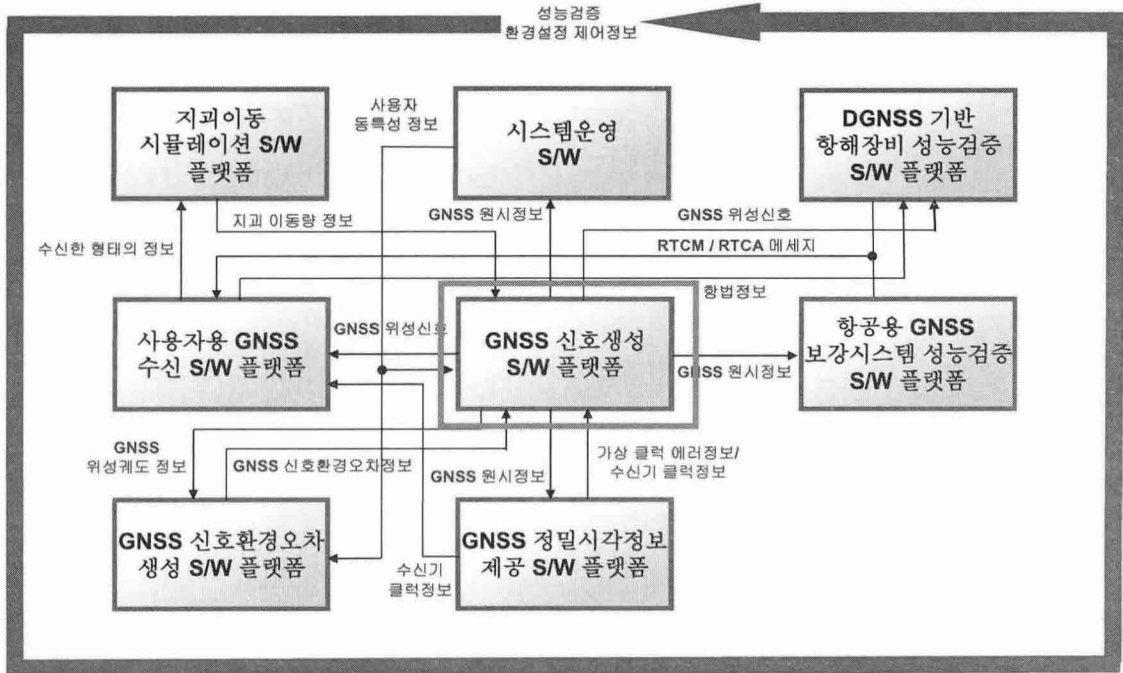 성능검증
환경설정 제어정보
지괴이동
시뮬레이션 S/W
플랫폼
사용자
동특성 정보
시스템운영
S/W
DGNSS 기반
항해장비 성능검증
S/W 플랫폼
지괴 이동량 정보
GNSS 원시정보
GNSS 위성신호
수신한 형태의 정보
RTCM / RTCA 메세지
항법정보
사용자용 GNSS
수신 S/W 플랫폼
GNSS 위성신호
GNSS 신호생성
S/W 플랫폼
GNSS 원시정보
항공용 GNSS
보강시스템 성능검증
S/W 플랫폼
GNSS
위성궤도 정보
GNSS 신호환경오차정보
GNSS 원시정보
가상 클럭 에러정보/
수신기 클럭정보
GNSS 신호환경오차
생성 S/W 플랫폼
수신기
클럭정보
GNSS 정밀시각정보
제공 S/W 플랫폼